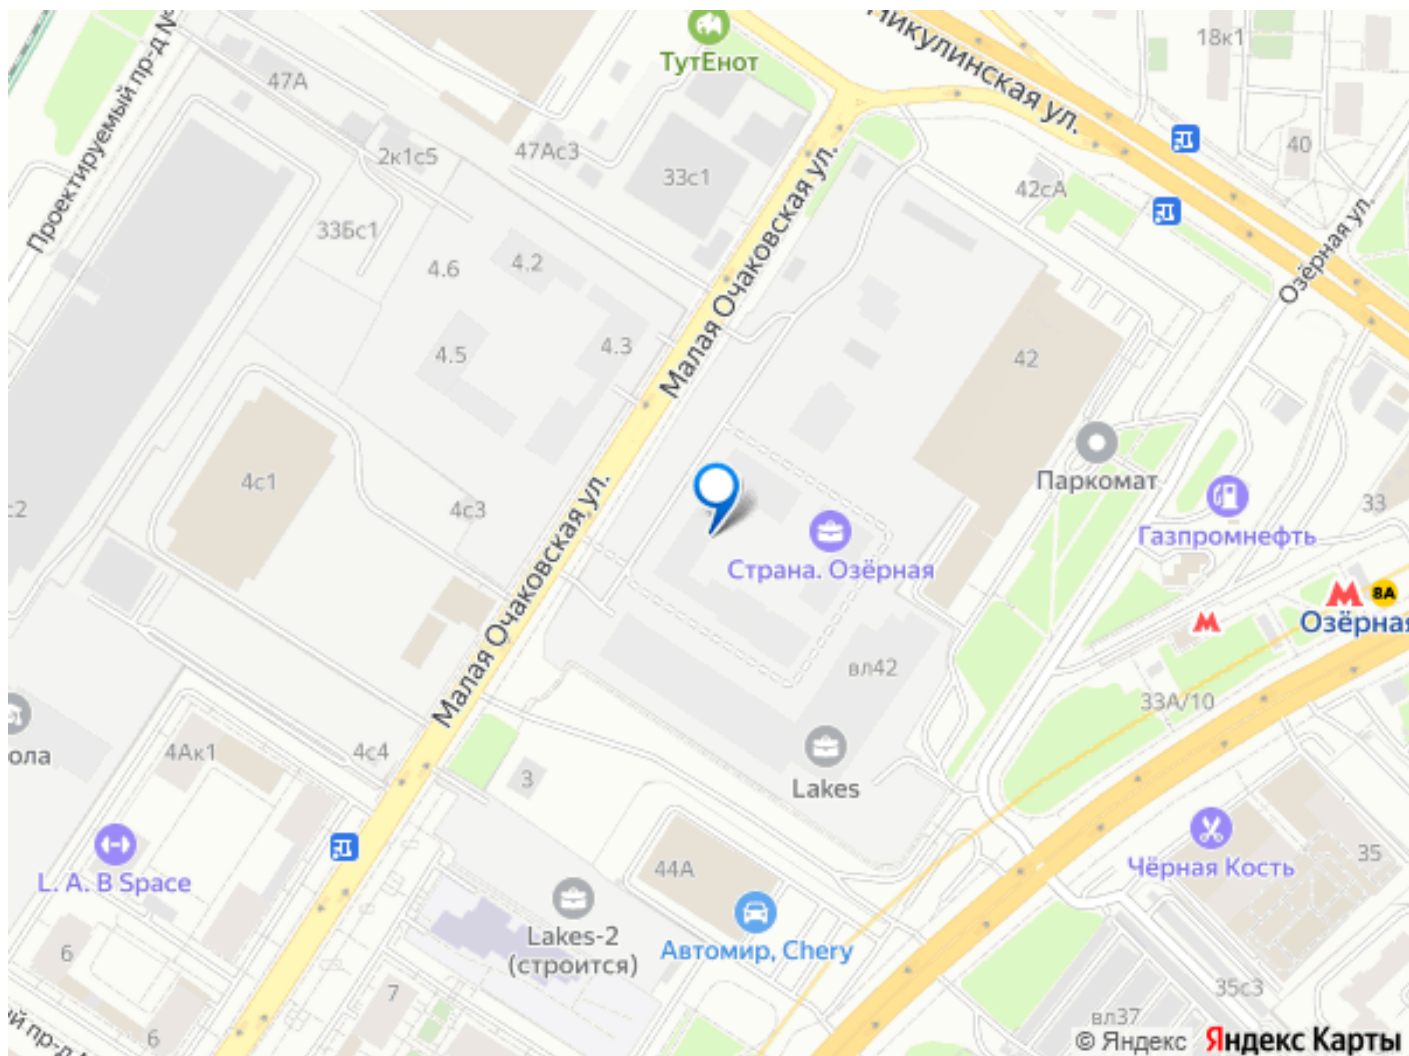 ТутЕнот
Никулинская ул.
18к1
Проектируемый пр-д №
47А
2к1с5
47Ас3
33с1
40
42сА
Озёрная ул.
33Бс1
4.6
4.2
4.5
4.3
Малая Очаковская ул.
42
Паркомат
4с1
4с3
33
Газпромнефть
Страна. Озёрная
8А
Озёрная
Малая Очаковская ул.
вл42
33А/10
4Ак1
4с4
3
Lakes
L. A. B Space
44А
Чёрная Кость
35
Lakes-2
(строится)
Автомир, Chery
6
7
6
35с3
вл37
© Яндекс
Яндекс Карты